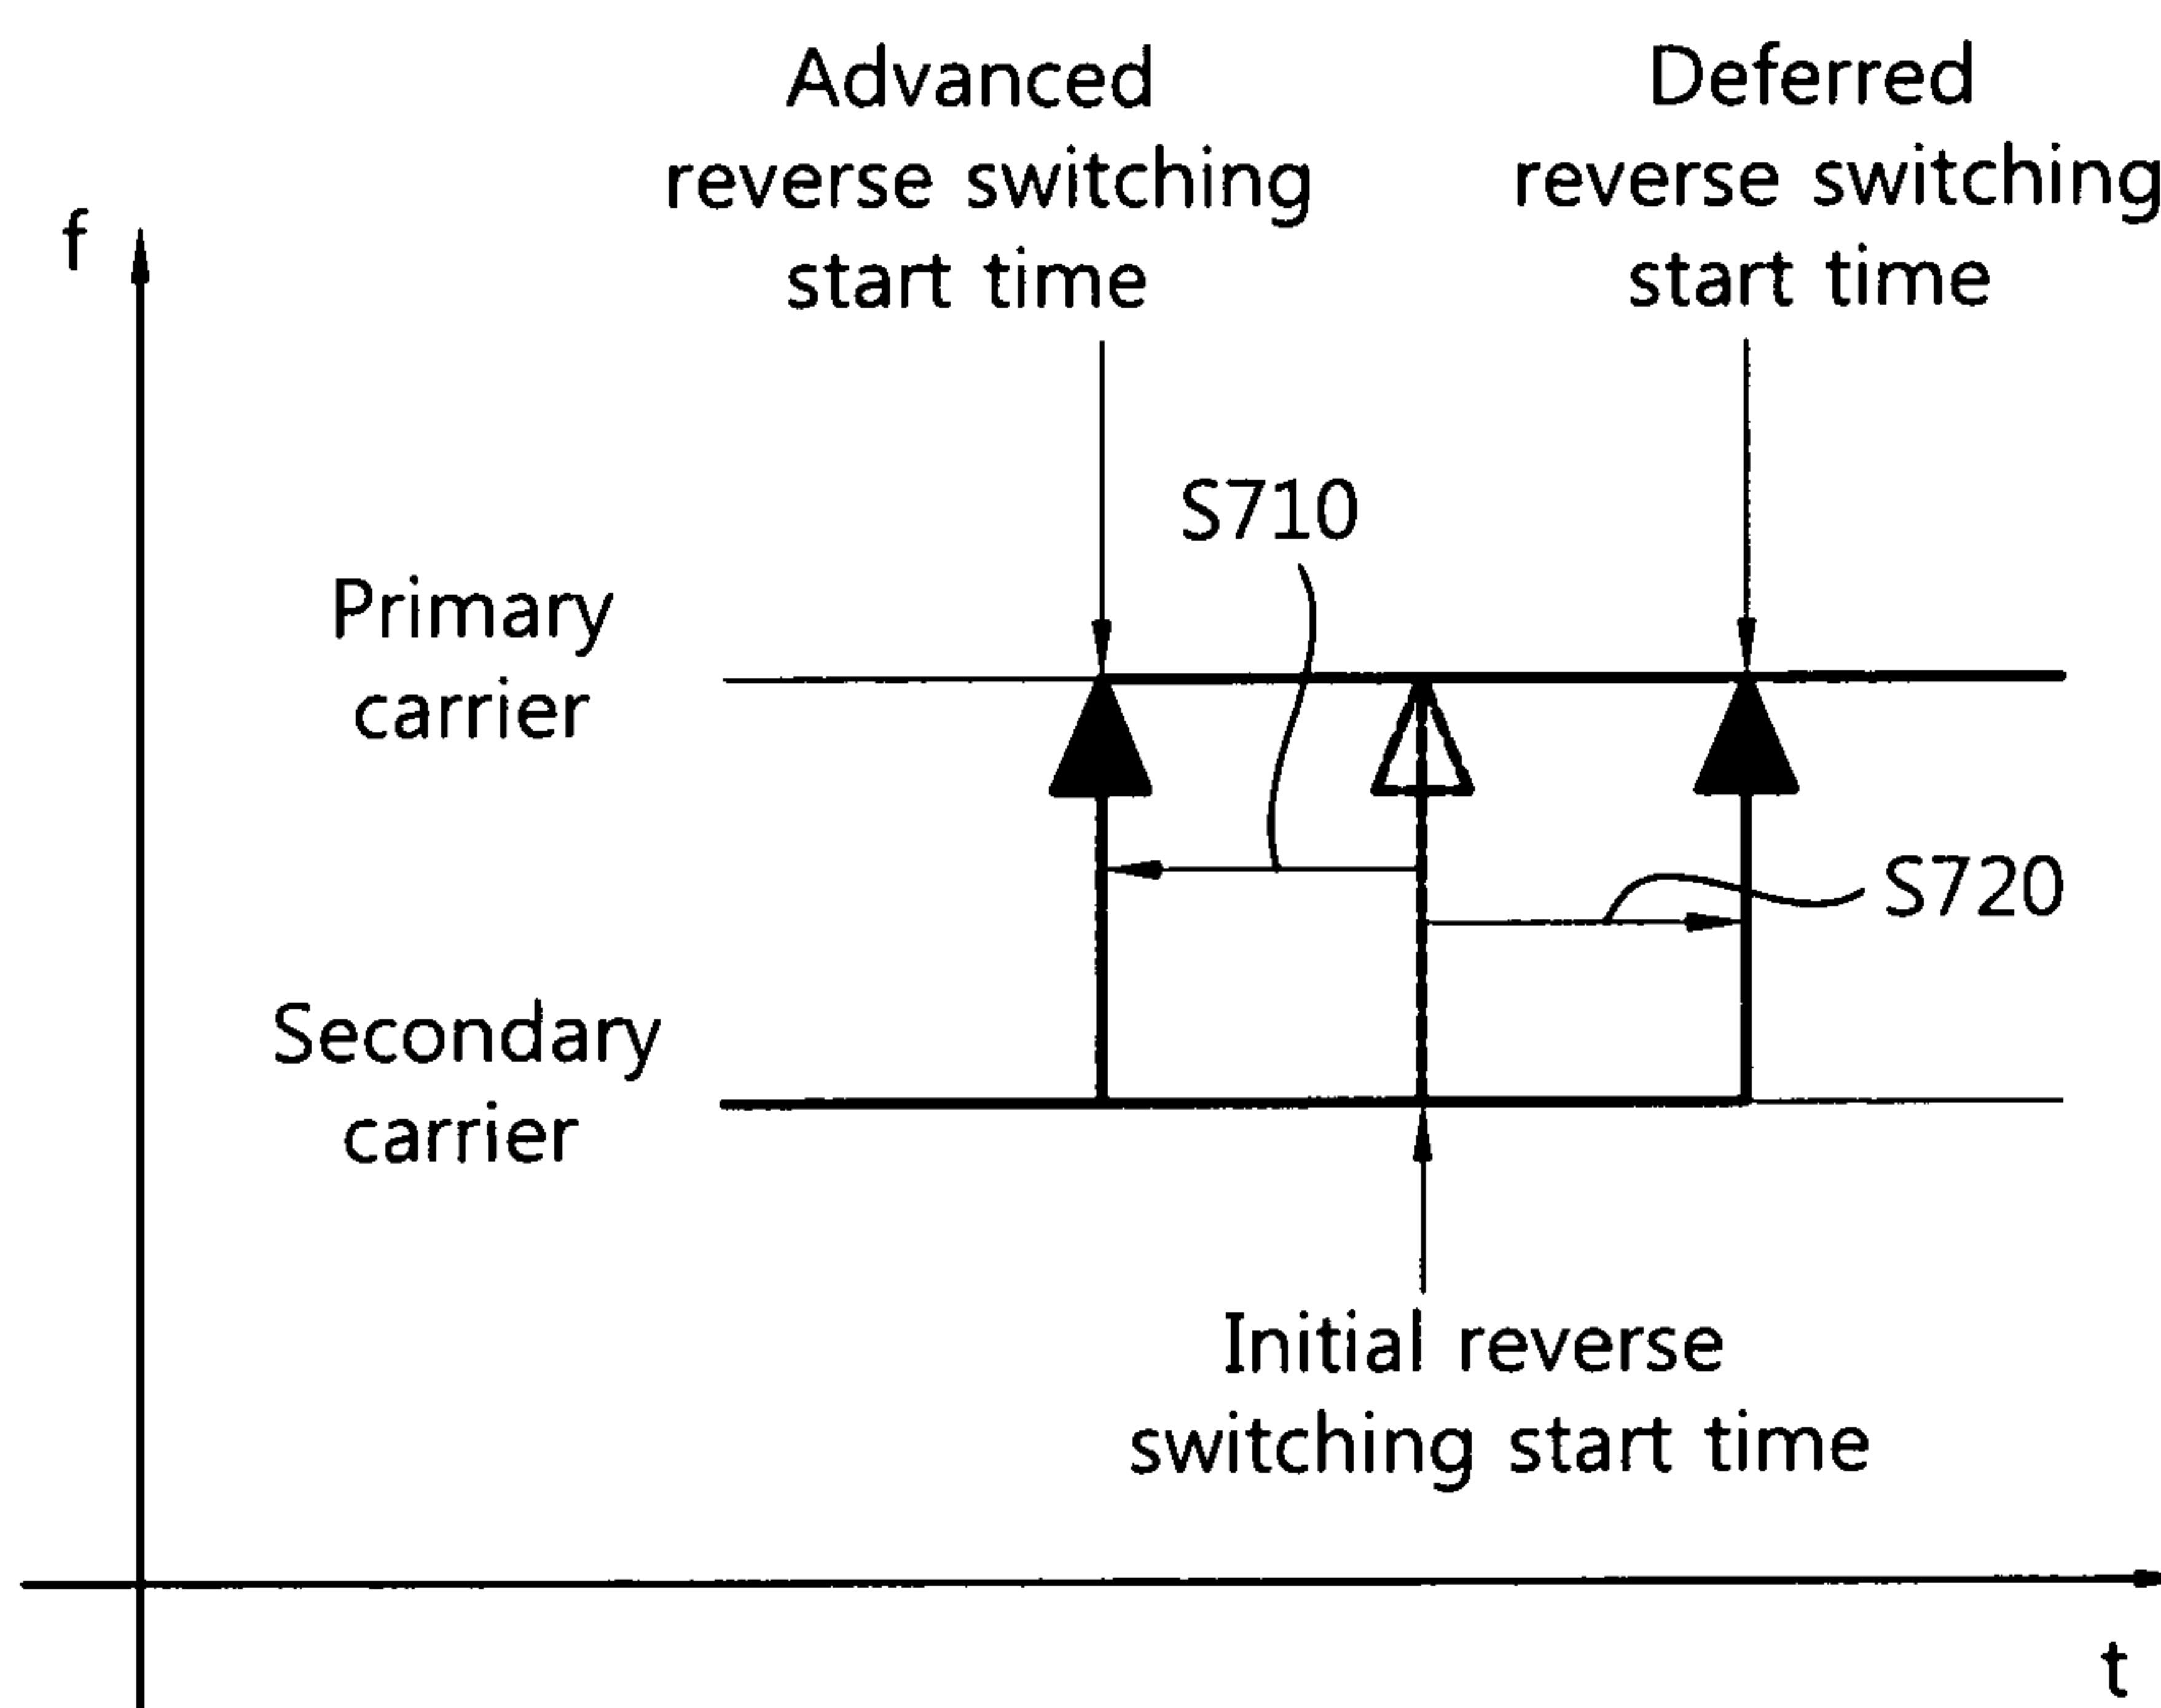 Advanced
reverse switching
start time
Deferred
reverse switching
start time
f
S710
Primary
carrier
S720
Secondary
carrier
Initial reverse
switching start time
t